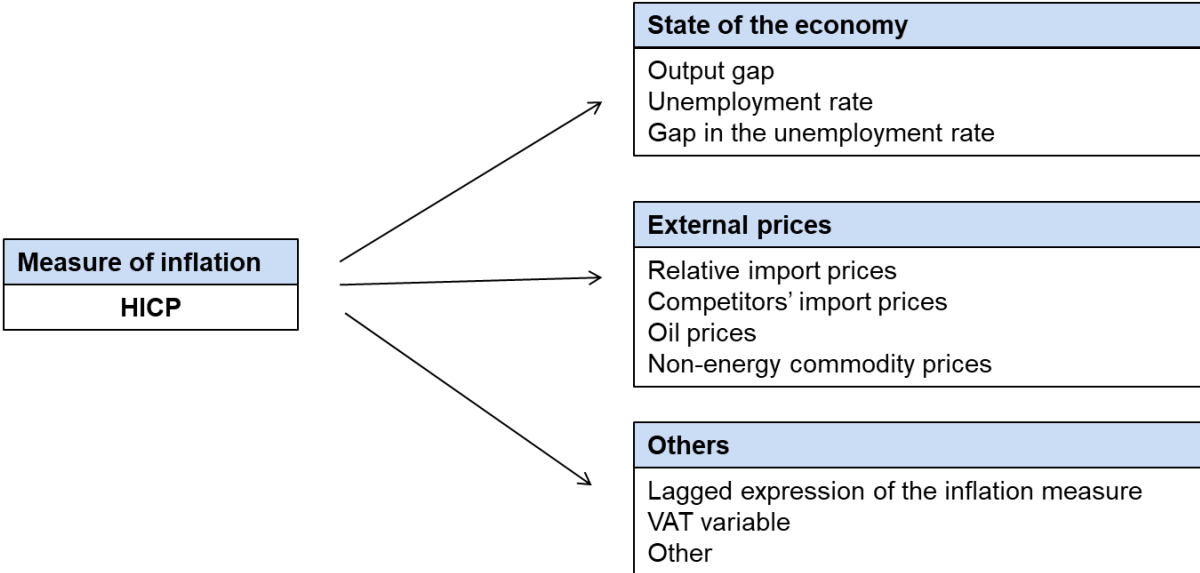 Measure of inflation
HICP
State of the economy
Output gap
Unemployment rate
Gap in the unemployment rate
External prices
Relative import prices
Competitors’ import prices
Oil prices
Non-energy commodity prices
Others
Lagged expression of the inflation measure
VAT variable
Other